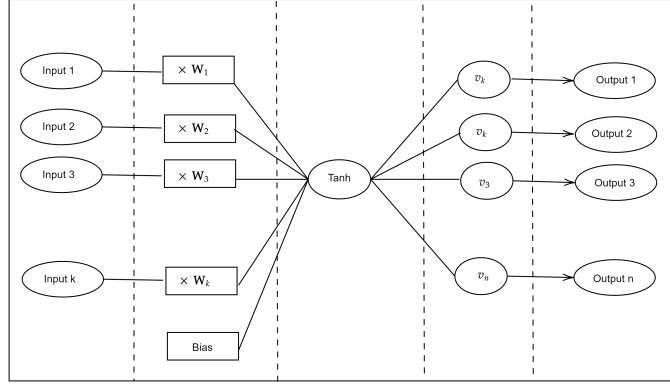 Input 1
× W₁
vₖ
Output 1
Input 2
× W₂
vₖ
Output 2
Input 3
× W₃
Tanh
v₃
Output 3
Input k
× Wₖ
vₙ
Output n
Bias